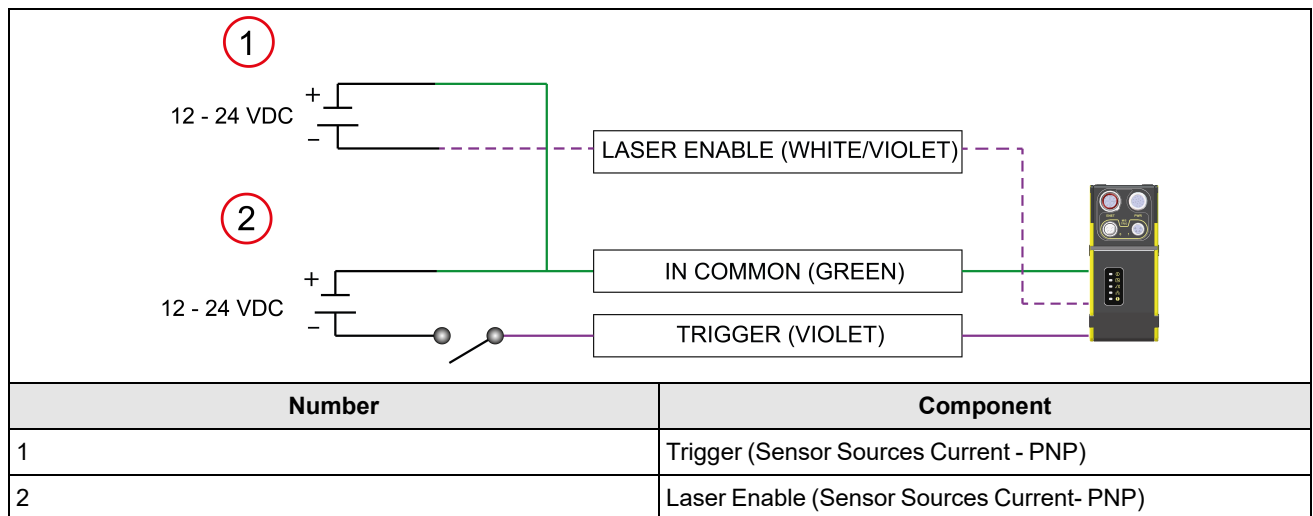 1
+
12 - 24 VDC
−
LASER ENABLE (WHITE/VIOLET)
2
+
12 - 24 VDC
−
IN COMMON (GREEN)
TRIGGER (VIOLET)
Number Component
1 Trigger (Sensor Sources Current - PNP)
2 Laser Enable (Sensor Sources Current- PNP)